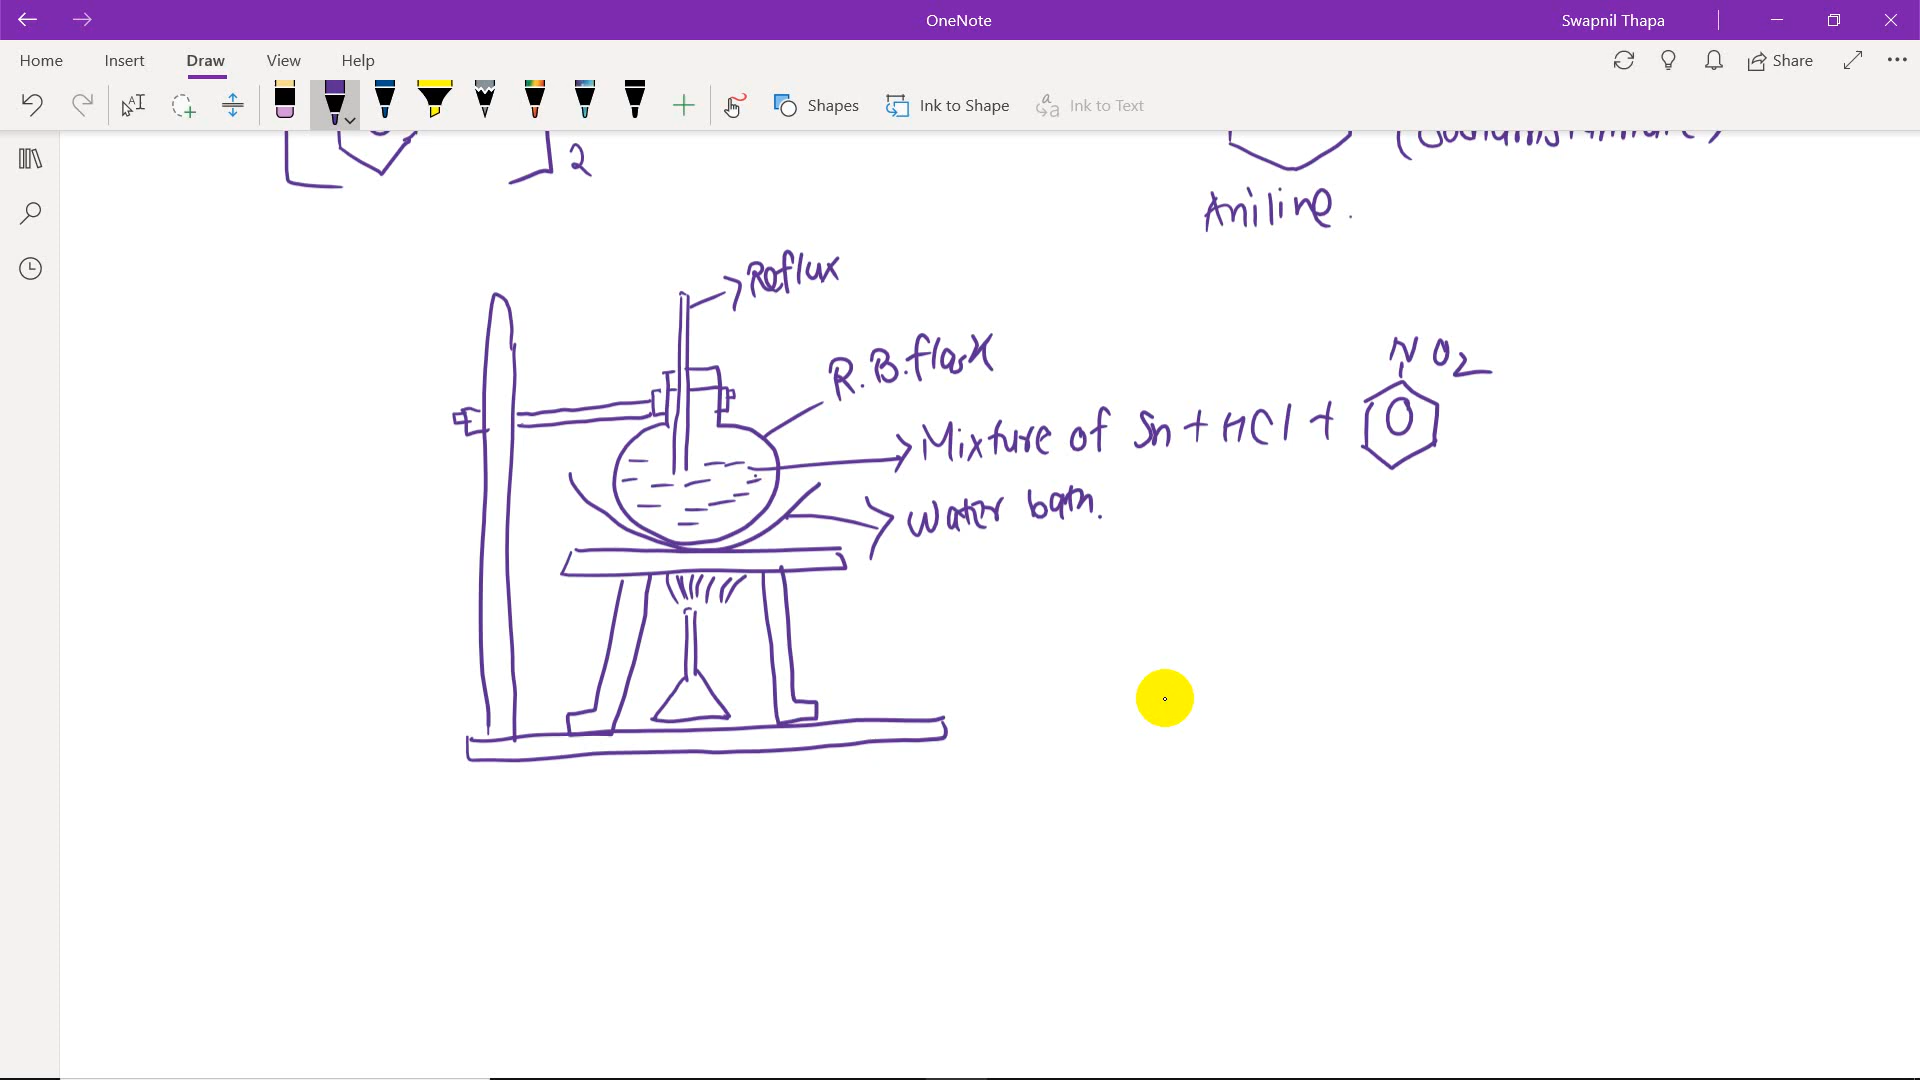 OneNote
Swapnil Thapa
Home Insert Draw View Help
Share
Shapes
Ink to Shape
Ink to Text
2
Aniline.
Reflux
R.B.flask
NO2
Mixture of Sn + HCl +
Water bath.